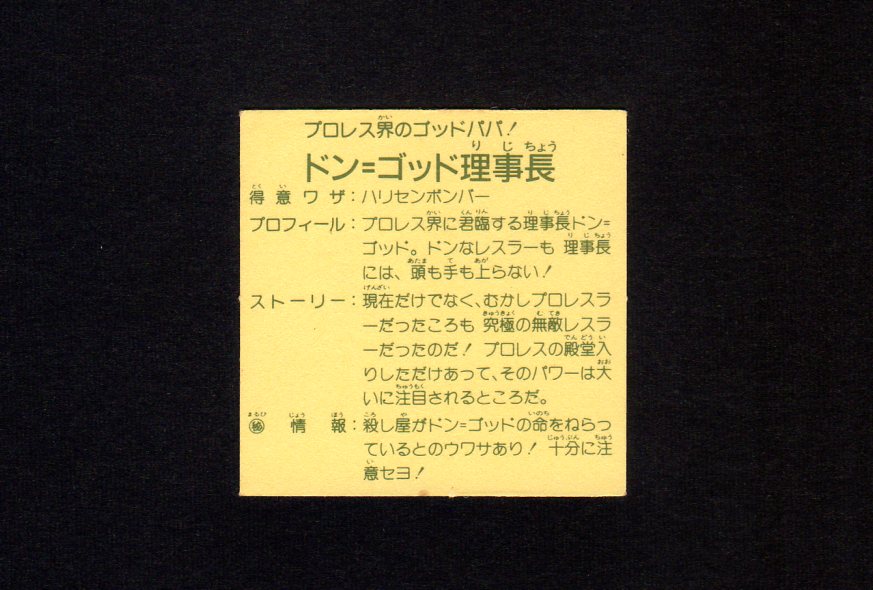 プロレス界のゴッドパパ!
ドン=ゴッド理事長
得意ワザ:ハリセンボンバー
プロフィール:プロレス界に君臨する理事長ドン=
ゴッド。ドンなレスラーも 理事長
には、頭も手も上らない!
ストーリー:現在だけでなく、むかしプロレスラ
ーだったころも 究極の無敵レスラ
ーだったのだ! プロレスの殿堂入
りしただけあって、そのパワーは大
いに注目されるところだ。
㊙情報:殺し屋がドン=ゴッドの命をねらっ
ているとのウワサあり! 十分に注
意セヨ!